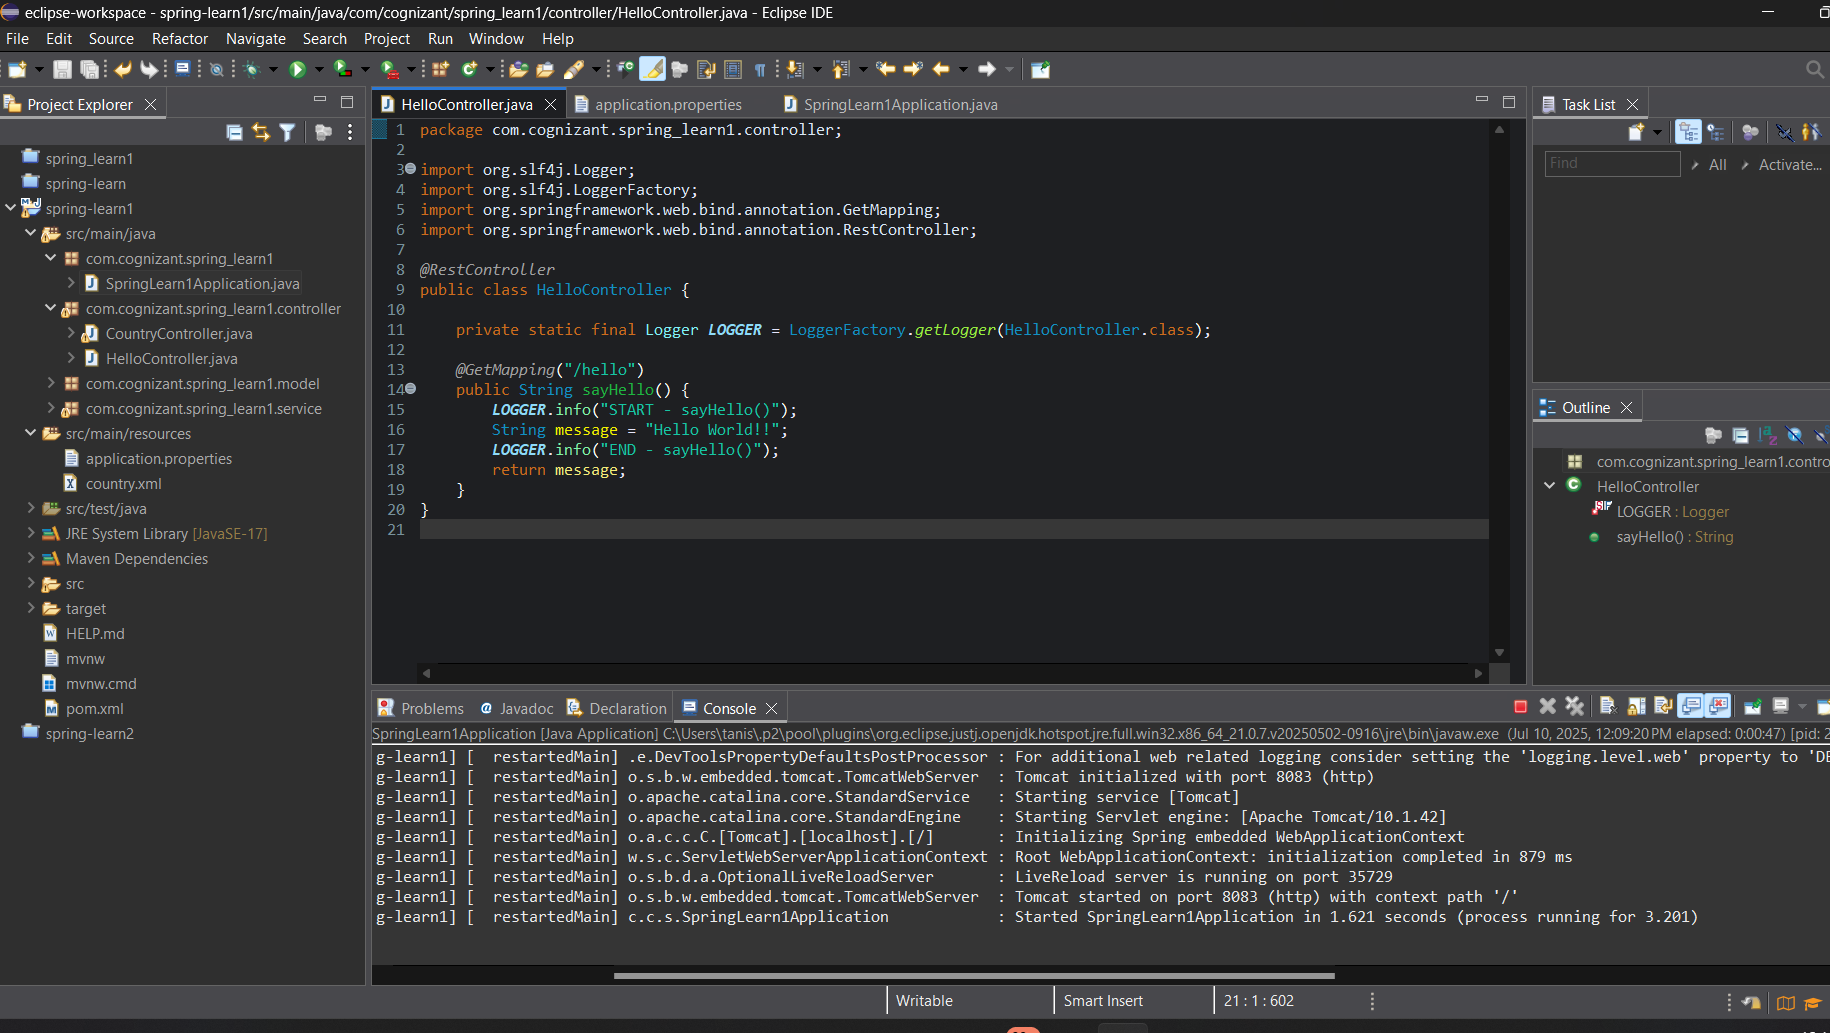 eclipse-workspace - spring-learn1/src/main/java/com/cognizant/spring_learn1/controller/HelloController.java - Eclipse IDE
File Edit Source Refactor Navigate Search Project Run Window Help
Project Explorer
spring_learn1
spring-learn
spring-learn1
src/main/java
com.cognizant.spring_learn1
SpringLearn1Application.java
com.cognizant.spring_learn1.controller
CountryController.java
HelloController.java
com.cognizant.spring_learn1.model
com.cognizant.spring_learn1.service
src/main/resources
application.properties
country.xml
src/test/java
JRE System Library [JavaSE-17]
Maven Dependencies
src
target
HELP.md
mvnw
mvnw.cmd
pom.xml
spring-learn2
HelloController.java application.properties SpringLearn1Application.java
1 package com.cognizant.spring_learn1.controller;
2
3 import org.slf4j.Logger;
4 import org.slf4j.LoggerFactory;
5 import org.springframework.web.bind.annotation.GetMapping;
6 import org.springframework.web.bind.annotation.RestController;
7
8 @RestController
9 public class HelloController {
10
11 private static final Logger LOGGER = LoggerFactory.getLogger(HelloController.class);
12
13 @GetMapping("/hello")
14 public String sayHello() {
15 LOGGER.info("START - sayHello()");
16 String message = "Hello World!!";
17 LOGGER.info("END - sayHello()");
18 return message;
19 }
20 }
21
Task List
Find All Activate...
Outline
com.cognizant.spring_learn1.contro
HelloController
LOGGER : Logger
sayHello() : String
Problems Javadoc Declaration Console
SpringLearn1Application [Java Application] C:\Users\tanis\.p2\pool\plugins\org.eclipse.justj.openjdk.hotspot.jre.full.win32.x86_64_21.0.7.v20250502-0916\jre\bin\javaw.exe (Jul 10, 2025, 12:09:20 PM elapsed: 0:00:47) [pid: 2
g-learn1] [ restartedMain] .e.DevToolsPropertyDefaultsPostProcessor : For additional web related logging consider setting the 'logging.level.web' property to 'DE
g-learn1] [ restartedMain] o.s.b.w.embedded.tomcat.TomcatWebServer : Tomcat initialized with port 8083 (http)
g-learn1] [ restartedMain] o.apache.catalina.core.StandardService : Starting service [Tomcat]
g-learn1] [ restartedMain] o.apache.catalina.core.StandardEngine : Starting Servlet engine: [Apache Tomcat/10.1.42]
g-learn1] [ restartedMain] o.a.c.c.C.[Tomcat].[localhost].[/] : Initializing Spring embedded WebApplicationContext
g-learn1] [ restartedMain] w.s.c.ServletWebServerApplicationContext : Root WebApplicationContext: initialization completed in 879 ms
g-learn1] [ restartedMain] o.s.b.d.a.OptionalLiveReloadServer : LiveReload server is running on port 35729
g-learn1] [ restartedMain] o.s.b.w.embedded.tomcat.TomcatWebServer : Tomcat started on port 8083 (http) with context path '/'
g-learn1] [ restartedMain] c.c.s.SpringLearn1Application : Started SpringLearn1Application in 1.621 seconds (process running for 3.201)
Writable Smart Insert 21 : 1 : 602